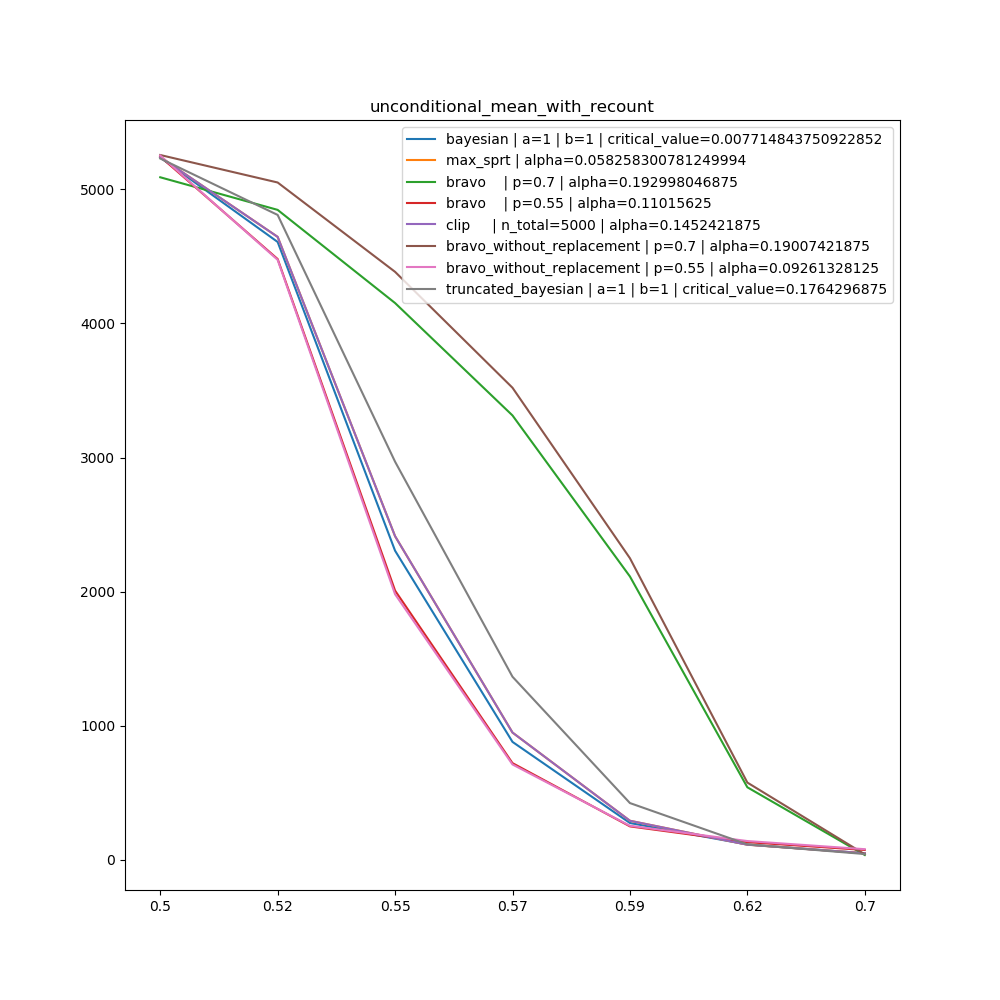 unconditional_mean_with_recount
bayesian | a=1 | b=1 | critical_value=0.007714843750922852
max_sprt | alpha=0.058258300781249994
bravo    | p=0.7 | alpha=0.192998046875
bravo    | p=0.55 | alpha=0.11015625
clip     | n_total=5000 | alpha=0.1452421875
bravo_without_replacement | p=0.7 | alpha=0.19007421875
bravo_without_replacement | p=0.55 | alpha=0.09261328125
truncated_bayesian | a=1 | b=1 | critical_value=0.1764296875
5000
4000
3000
2000
1000
0
0.5 0.52 0.55 0.57 0.59 0.62 0.7